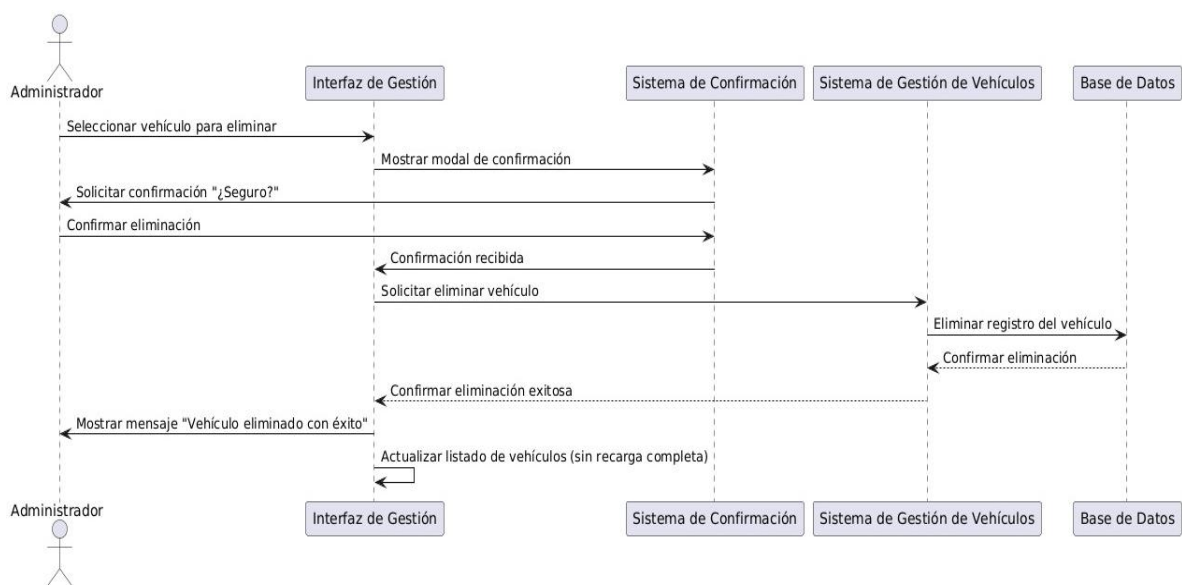 Administrador
Interfaz de Gestión
Sistema de Confirmación
Sistema de Gestión de Vehículos
Base de Datos
Seleccionar vehículo para eliminar
Mostrar modal de confirmación
Solicitar confirmación "¿Seguro?"
Confirmar eliminación
Confirmación recibida
Solicitar eliminar vehículo
Eliminar registro del vehículo
Confirmar eliminación
Confirmar eliminación exitosa
Mostrar mensaje "Vehículo eliminado con éxito"
Actualizar listado de vehículos (sin recarga completa)
Administrador
Interfaz de Gestión
Sistema de Confirmación
Sistema de Gestión de Vehículos
Base de Datos